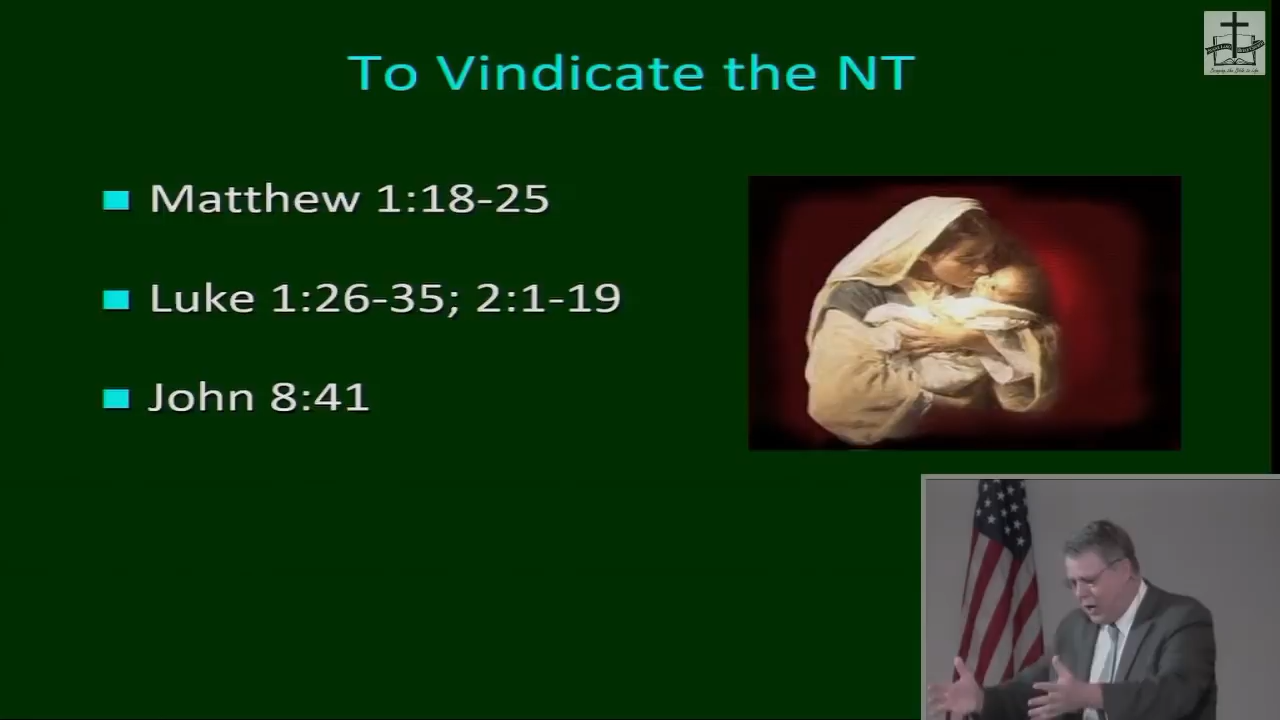 To Vindicate the NT
Matthew 1:18-25
Luke 1:26-35; 2:1-19
John 8:41